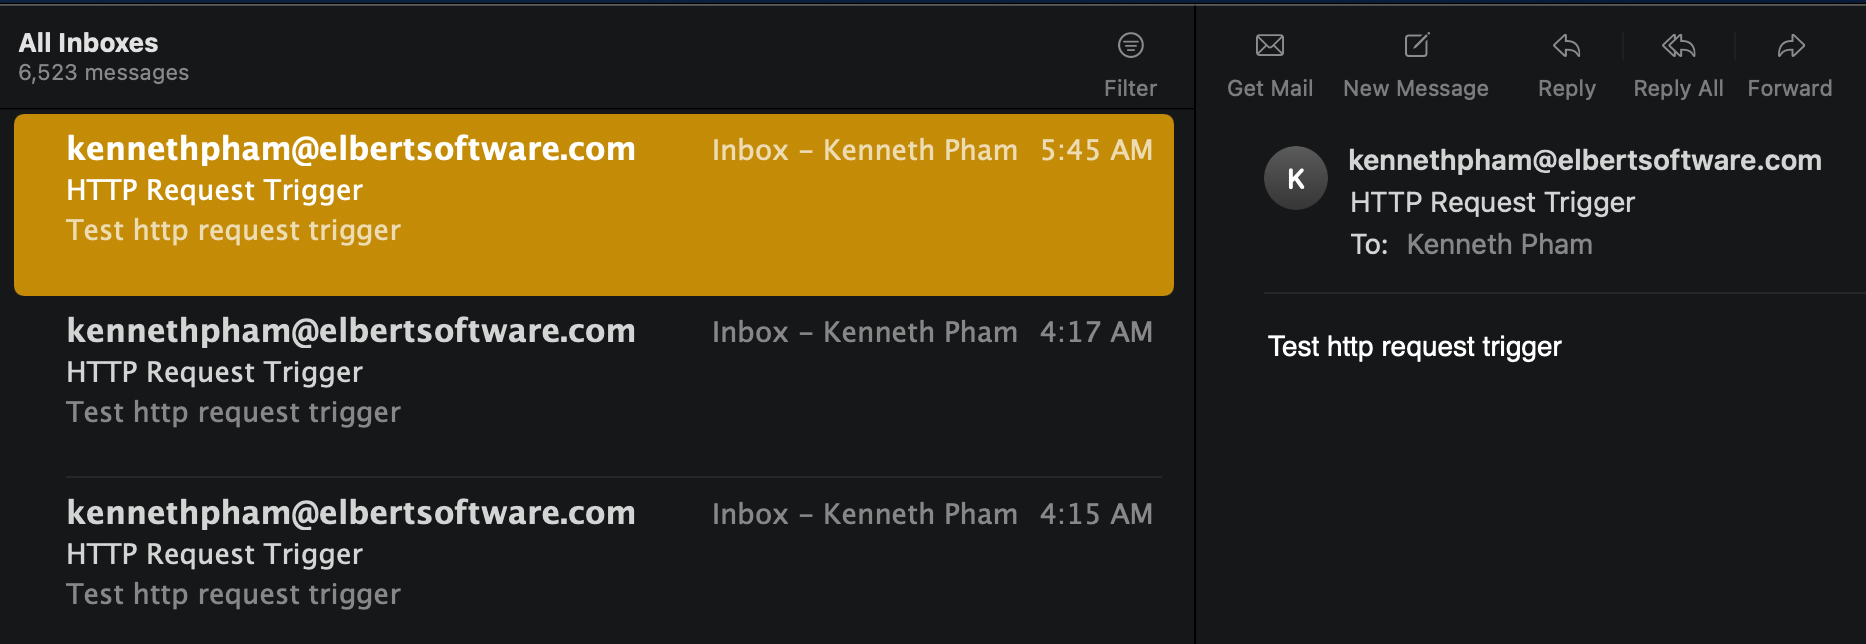 All Inboxes
6,523 messages
Filter
kennethpham@elbertsoftware.com Inbox – Kenneth Pham 5:45 AM
HTTP Request Trigger
Test http request trigger
kennethpham@elbertsoftware.com Inbox – Kenneth Pham 4:17 AM
HTTP Request Trigger
Test http request trigger
kennethpham@elbertsoftware.com Inbox – Kenneth Pham 4:15 AM
HTTP Request Trigger
Test http request trigger
Get Mail New Message Reply Reply All Forward
K
kennethpham@elbertsoftware.com
HTTP Request Trigger
To: Kenneth Pham
Test http request trigger